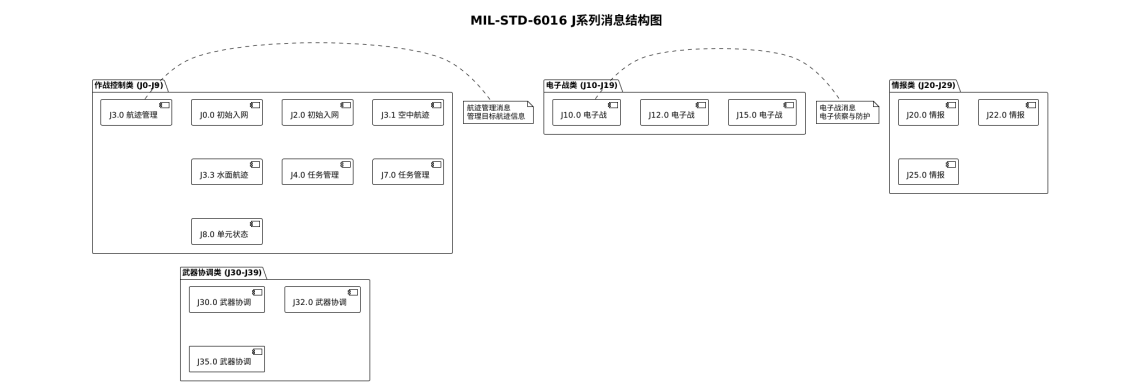 MIL-STD-6016 J系列消息结构图
作战控制类 (J0-J9)
J3.0 航迹管理
J0.0 初始入网
J2.0 初始入网
J3.1 空中航迹
J3.3 水面航迹
J4.0 任务管理
J7.0 任务管理
J8.0 单元状态
航迹管理消息
管理目标航迹信息
电子战类 (J10-J19)
J10.0 电子战
J12.0 电子战
J15.0 电子战
电子战消息
电子侦察与防护
情报类 (J20-J29)
J20.0 情报
J22.0 情报
J25.0 情报
武器协调类 (J30-J39)
J30.0 武器协调
J32.0 武器协调
J35.0 武器协调